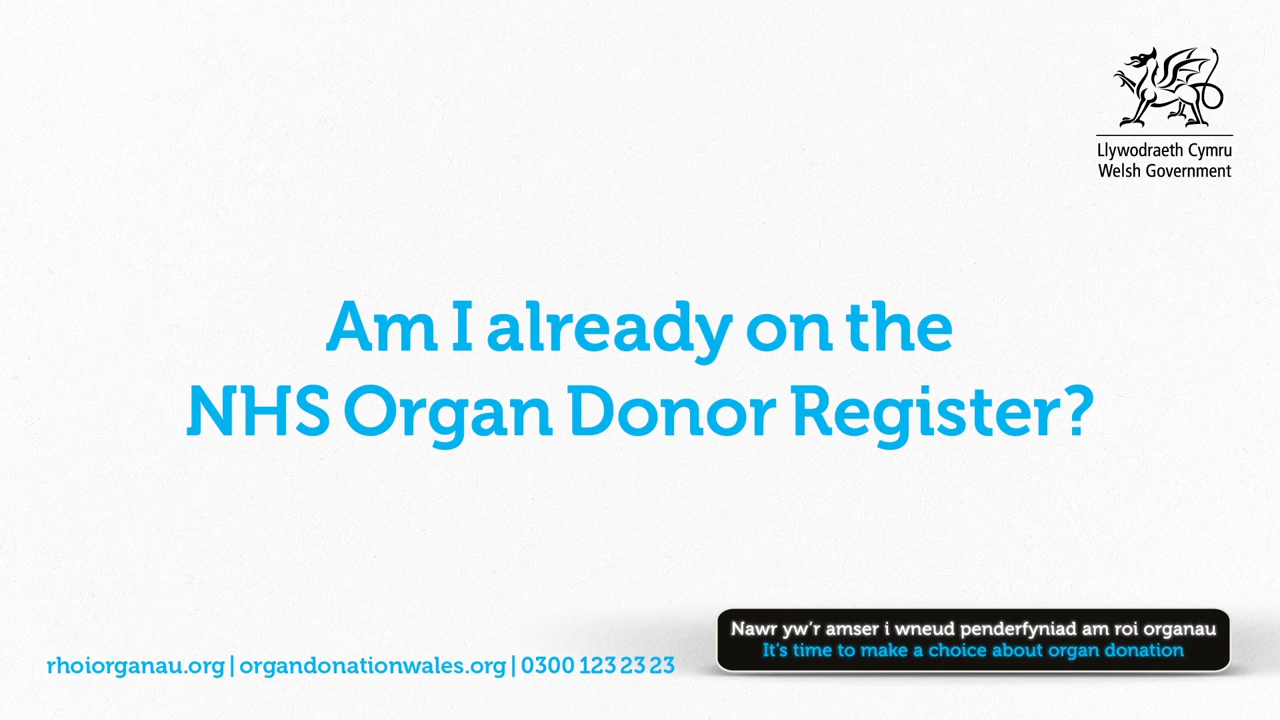 Llywodraeth Cymru
Welsh Government
Am I already on the
NHS Organ Donor Register?
rhoiorganau.org | organdonationwales.org | 0300 123 23 23
Nawr yw’r amser i wneud penderfyniad am roi organau
It’s time to make a choice about organ donation